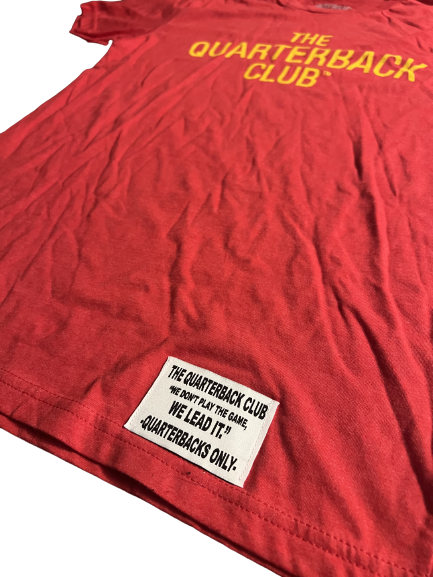 THE
QUARTERBACK
CLUB™
THE QUARTERBACK CLUB
"WE DON'T PLAY THE GAME,
WE LEAD IT."
-QUARTERBACKS ONLY-